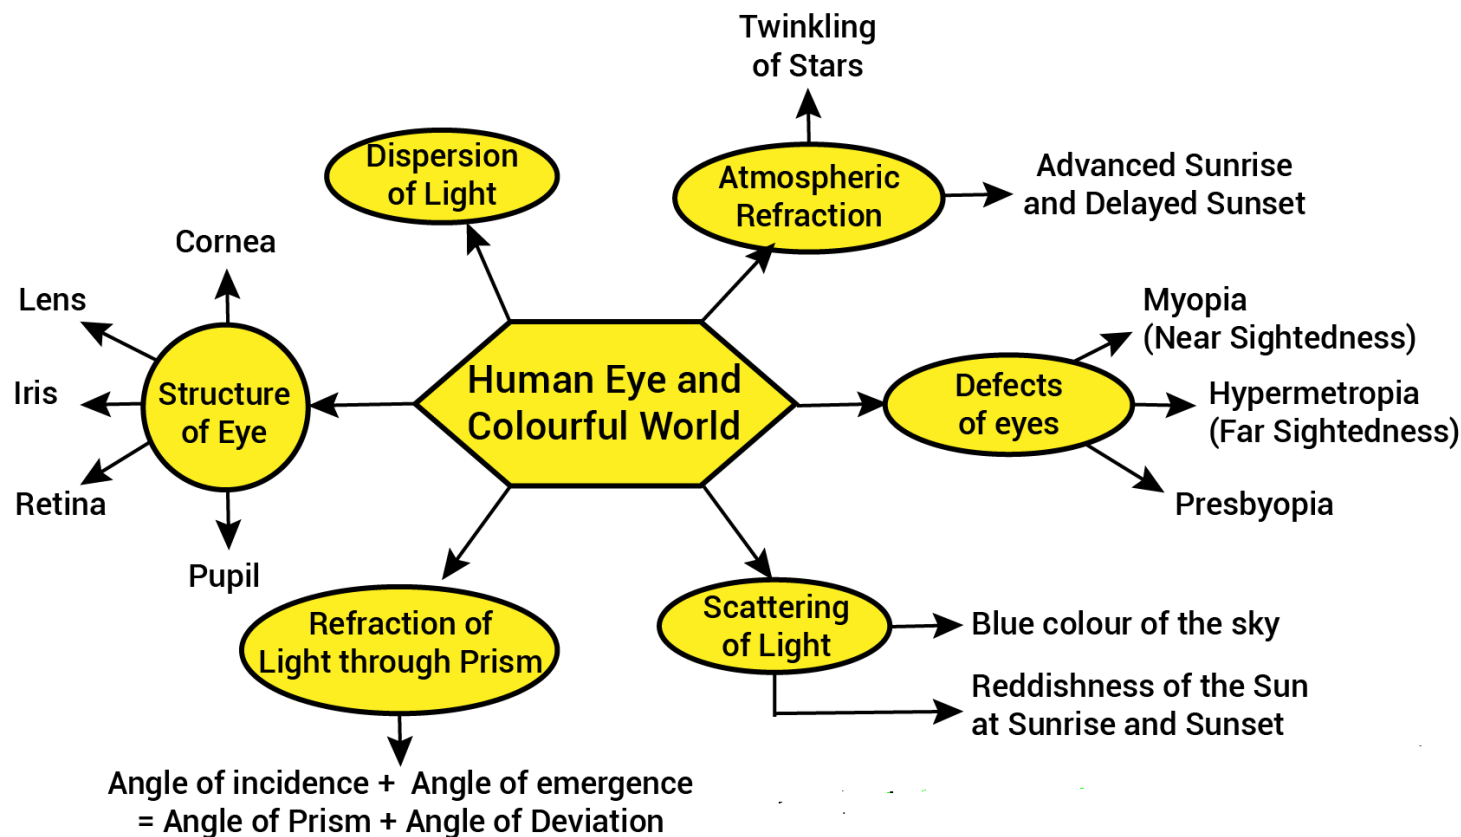 Twinkling
of Stars
Dispersion
of Light
Atmospheric
Refraction
Advanced Sunrise
and Delayed Sunset
Cornea
Lens
Iris
Structure
of Eye
Retina
Pupil
Human Eye and
Colourful World
Defects
of eyes
Myopia
(Near Sightedness)
Hypermetropia
(Far Sightedness)
Presbyopia
Refraction of
Light through Prism
Scattering
of Light
Blue colour of the sky
Reddishness of the Sun
at Sunrise and Sunset
Angle of incidence + Angle of emergence
= Angle of Prism + Angle of Deviation